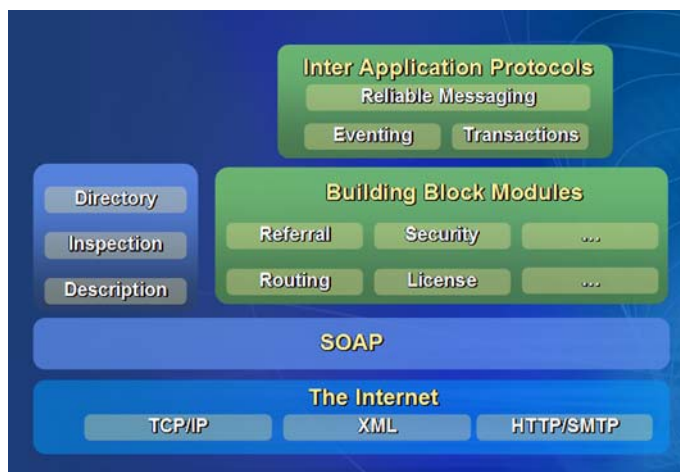 Inter Application Protocols
Reliable Messaging
Eventing Transactions
Directory
Inspection
Description
Building Block Modules
Referral Security ...
Routing License ...
SOAP
The Internet
TCP/IP XML HTTP/SMTP